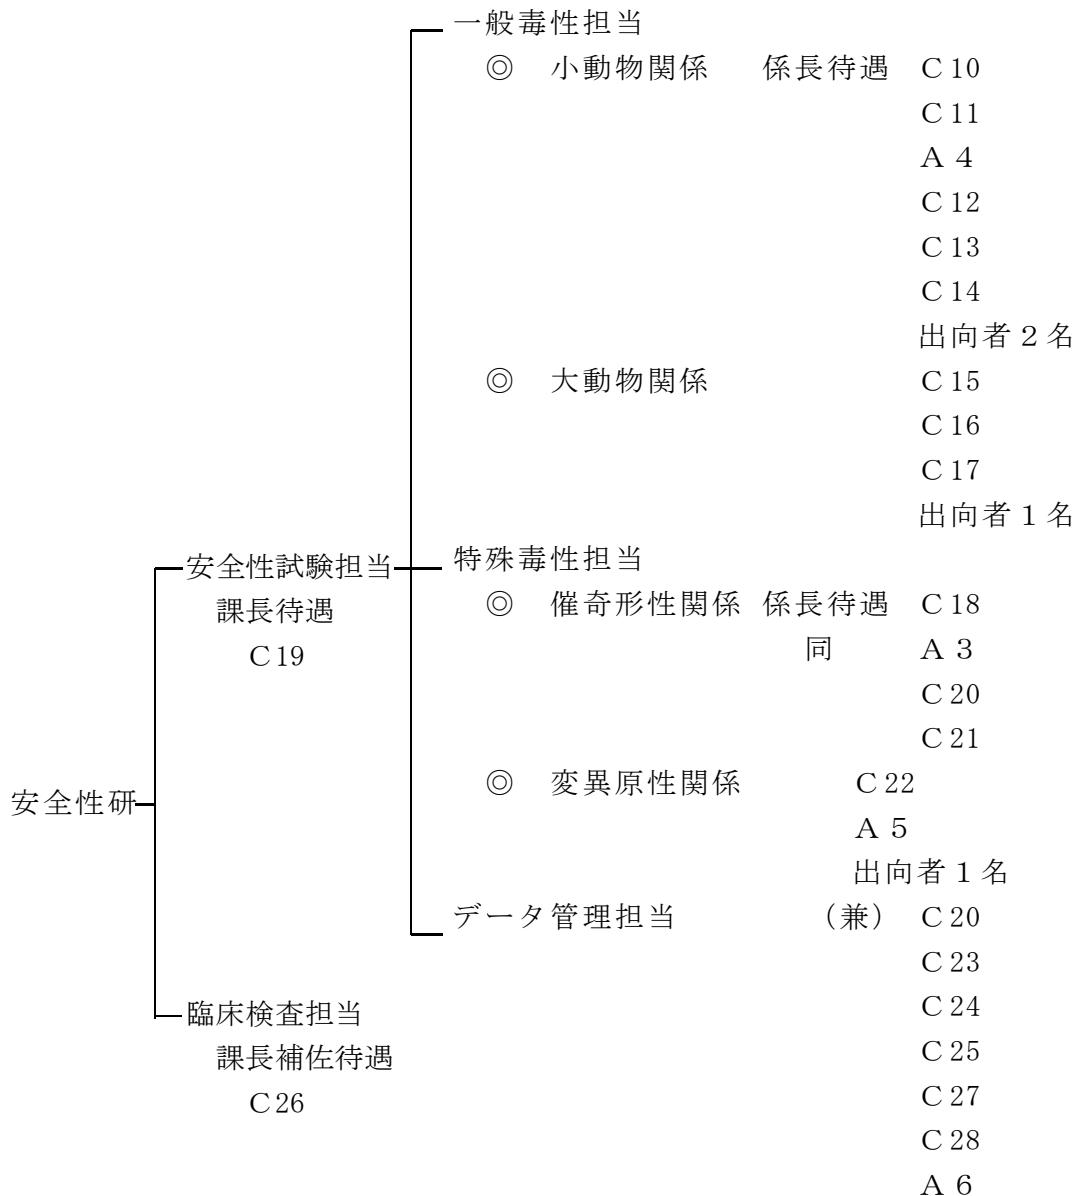 一般毒性担当
◎ 小動物関係 係長待遇 Ｃ10
Ｃ11
Ａ４
Ｃ12
Ｃ13
Ｃ14
出向者２名
◎ 大動物関係 Ｃ15
Ｃ16
Ｃ17
出向者１名
安全性試験担当 特殊毒性担当
課長待遇 ◎ 催奇形性関係 係長待遇 Ｃ18
Ｃ19 同 Ａ３
Ｃ20
Ｃ21
安全性研 ◎ 変異原性関係 Ｃ22
Ａ５
出向者１名
データ管理担当 （兼） Ｃ20
Ｃ23
臨床検査担当 Ｃ24
課長補佐待遇 Ｃ25
Ｃ26 Ｃ27
Ｃ28
Ａ６